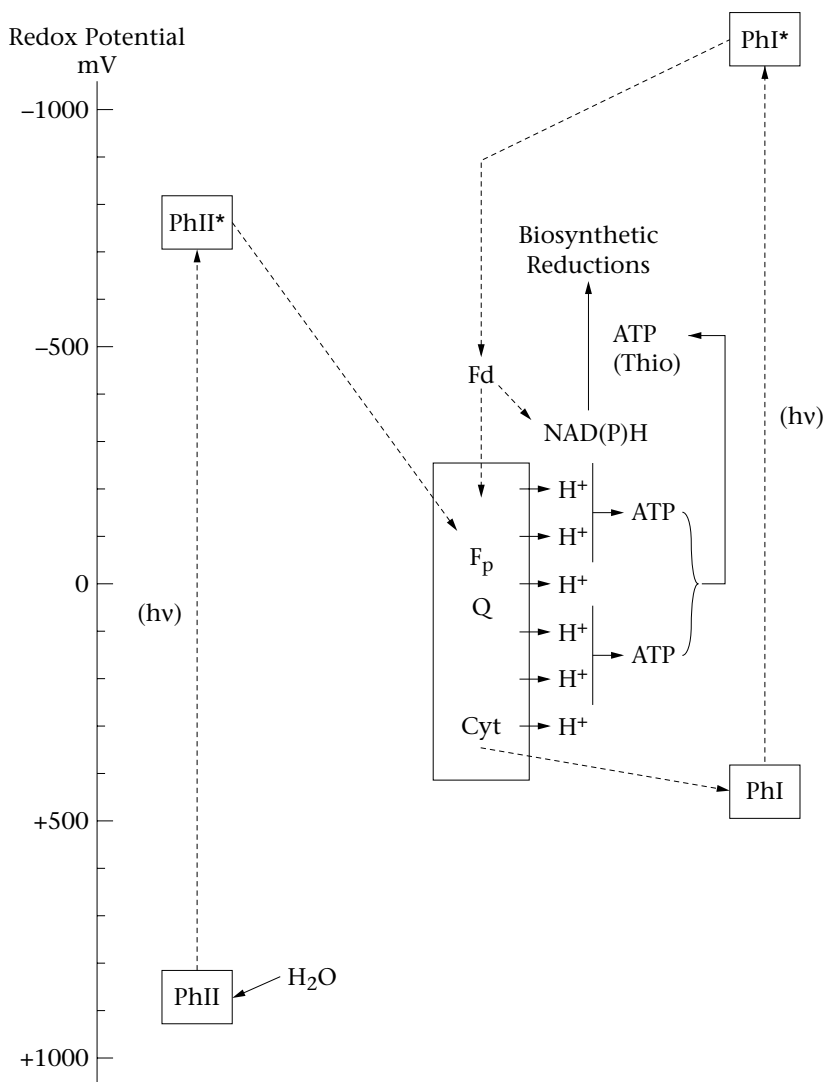 Redox Potential
mV
−1000
−500
0
+500
+1000
PhII*
(hν)
PhII
H₂O
PhI*
Biosynthetic
Reductions
ATP
(Thio)
Fd
NAD(P)H
(hν)
H⁺
H⁺
ATP
Fₚ
H⁺
Q
H⁺
ATP
H⁺
Cyt
H⁺
PhI